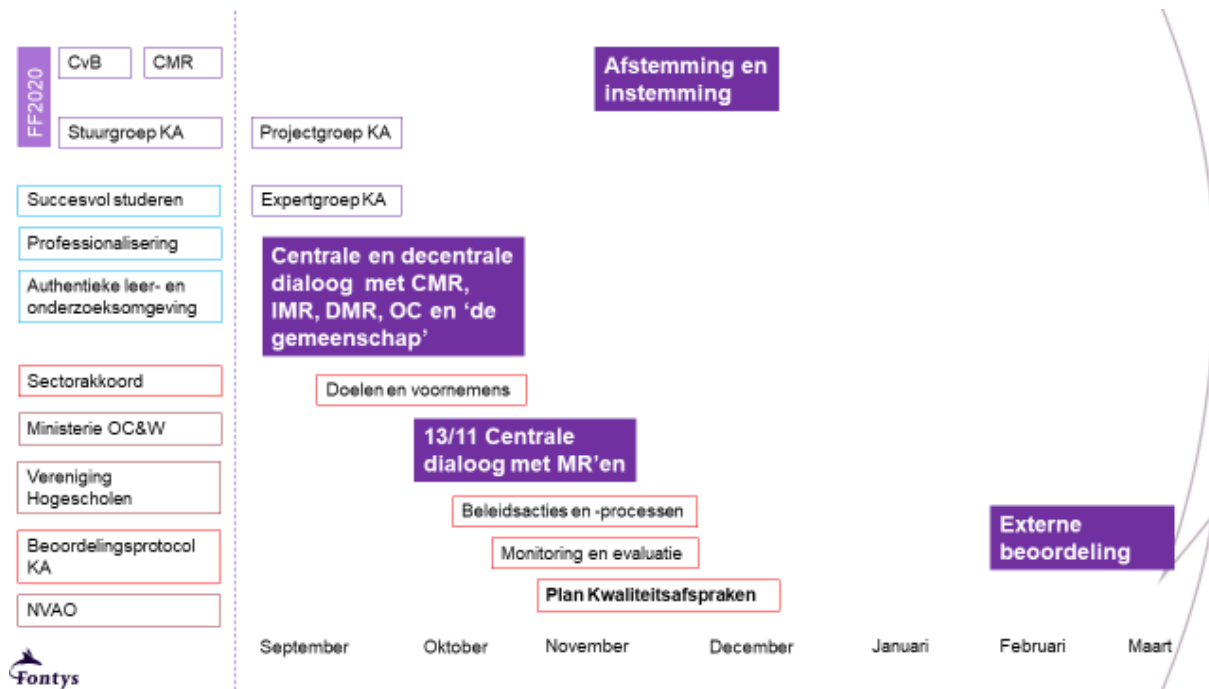 FF2020
CvB
CMR
Stuurgroep KA
Projectgroep KA
Afstemming en
instemming
Succesvol studeren
Expertgroep KA
Professionalisering
Authentieke leer- en
onderzoeksomgeving
Centrale en decentrale
dialoog met CMR,
IMR, DMR, OC en ‘de
gemeenschap’
Sectorakkoord
Doelen en voornemens
Ministerie OC&W
13/11 Centrale
dialoog met MR’en
Vereniging
Hogescholen
Beleidsacties en -processen
Beoordelingsprotocol
KA
Monitoring en evaluatie
Externe
beoordeling
NVAO
Plan Kwaliteitsafspraken
September
Oktober
November
December
Januari
Februari
Maart
Fontys